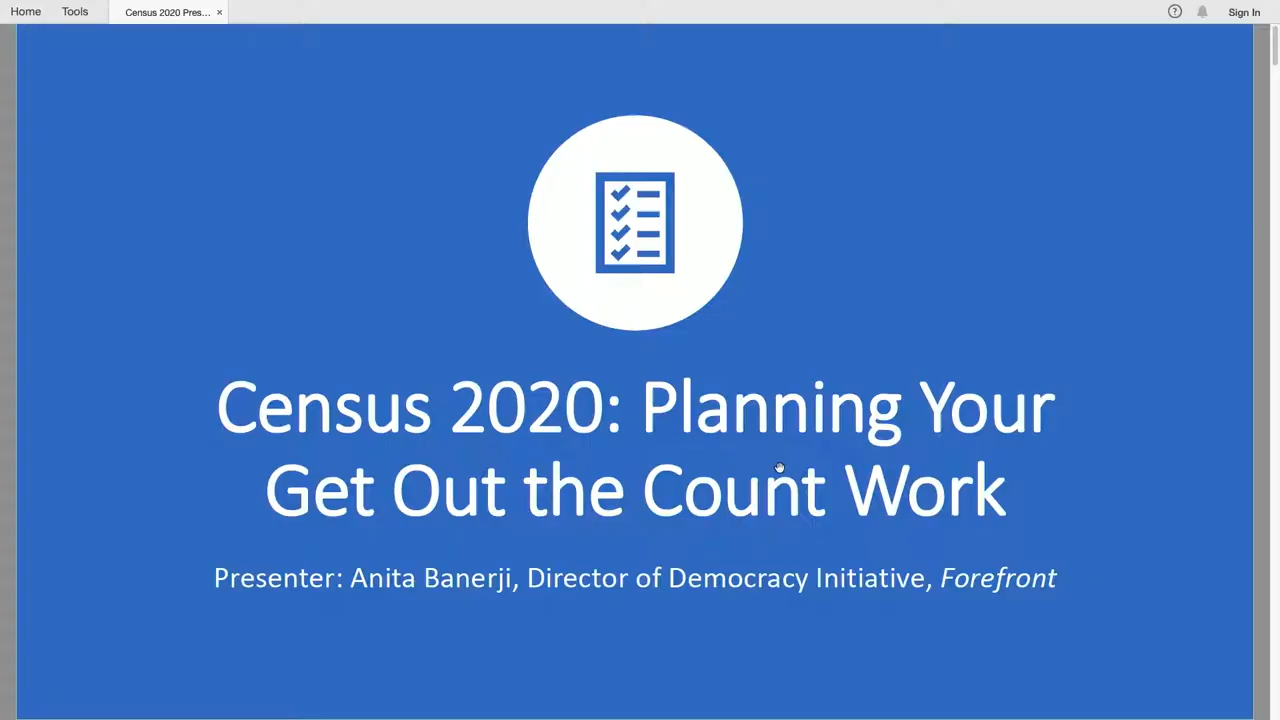 Home Tools Census 2020 Pres... × Sign In
Census 2020: Planning Your
Get Out the Count Work
Presenter: Anita Banerji, Director of Democracy Initiative, Forefront